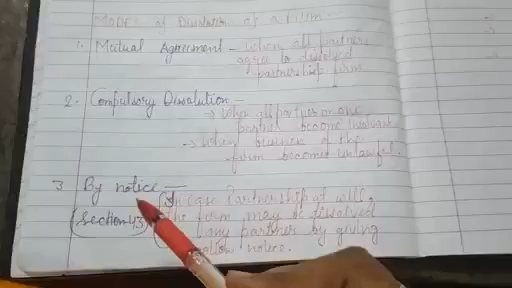 MODES of Dissolution of a Firm
1. Mutual Agreement - when all partners
agree to dissolved
partnership firm
2. Compulsory Dissolution -
→ when all partner or one
partner become insolvent
→ when business of the
firm becomes unlawful.
3 By notice - In case Partnership at will,
(Section 43) the firm may be dissolved
any partner by giving
notice.